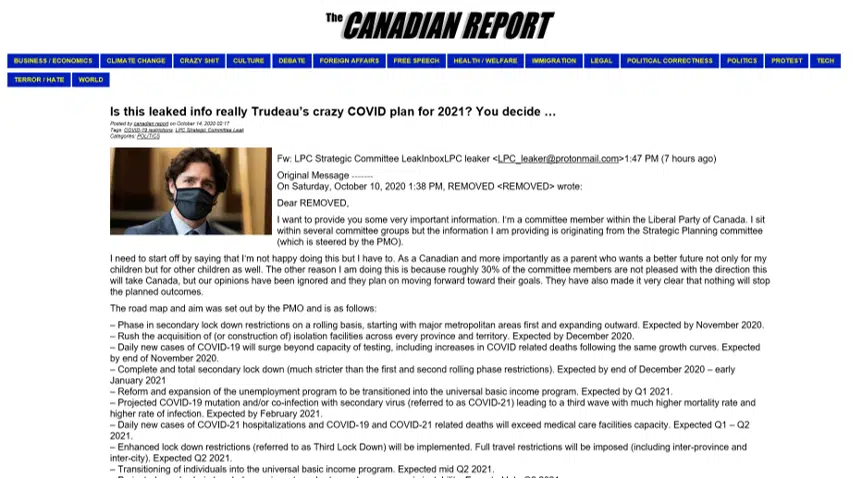 The CANADIAN REPORT
BUSINESS / ECONOMICS CLIMATE CHANGE CRAZY SHIT CULTURE DEBATE FOREIGN AFFAIRS FREE SPEECH HEALTH / WELFARE IMMIGRATION LEGAL POLITICAL CORRECTNESS POLITICS PROTEST TECH
TERROR / HATE WORLD
Is this leaked info really Trudeau's crazy COVID plan for 2021? You decide …
Posted by canadian report on October 14, 2020 02:17
Tags: COVID-19 restrictions, LPC Strategic Committee Leak
Categories: POLITICS
Fw: LPC Strategic Committee LeakInboxLPC leaker <LPC_leaker@protonmail.com>1:47 PM (7 hours ago)
Original Message -------
On Saturday, October 10, 2020 1:38 PM, REMOVED <REMOVED> wrote:
Dear REMOVED,
I want to provide you some very important information. I'm a committee member within the Liberal Party of Canada. I sit
within several committee groups but the information I am providing is originating from the Strategic Planning committee
(which is steered by the PMO).
I need to start off by saying that I'm not happy doing this but I have to. As a Canadian and more importantly as a parent who wants a better future not only for my
children but for other children as well. The other reason I am doing this is because roughly 30% of the committee members are not pleased with the direction this
will take Canada, but our opinions have been ignored and they plan on moving forward toward their goals. They have also made it very clear that nothing will stop
the planned outcomes.
The road map and aim was set out by the PMO and is as follows:
– Phase in secondary lock down restrictions on a rolling basis, starting with major metropolitan areas first and expanding outward. Expected by November 2020.
– Rush the acquisition of (or construction of) isolation facilities across every province and territory. Expected by December 2020.
– Daily new cases of COVID-19 will surge beyond capacity of testing, including increases in COVID related deaths following the same growth curves. Expected
by end of November 2020.
– Complete and total secondary lock down (much stricter than the first and second rolling phase restrictions). Expected by end of December 2020 – early
January 2021
– Reform and expansion of the unemployment program to be transitioned into the universal basic income program. Expected by Q1 2021.
– Projected COVID-19 mutation and/or co-infection with secondary virus (referred to as COVID-21) leading to a third wave with much higher mortality rate and
higher rate of infection. Expected by February 2021.
– Daily new cases of COVID-21 hospitalizations and COVID-19 and COVID-21 related deaths will exceed medical care facilities capacity. Expected Q1 – Q2
2021.
– Enhanced lock down restrictions (referred to as Third Lock Down) will be implemented. Full travel restrictions will be imposed (including inter-province and
inter-city). Expected Q2 2021.
– Transitioning of individuals into the universal basic income program. Expected mid Q2 2021.